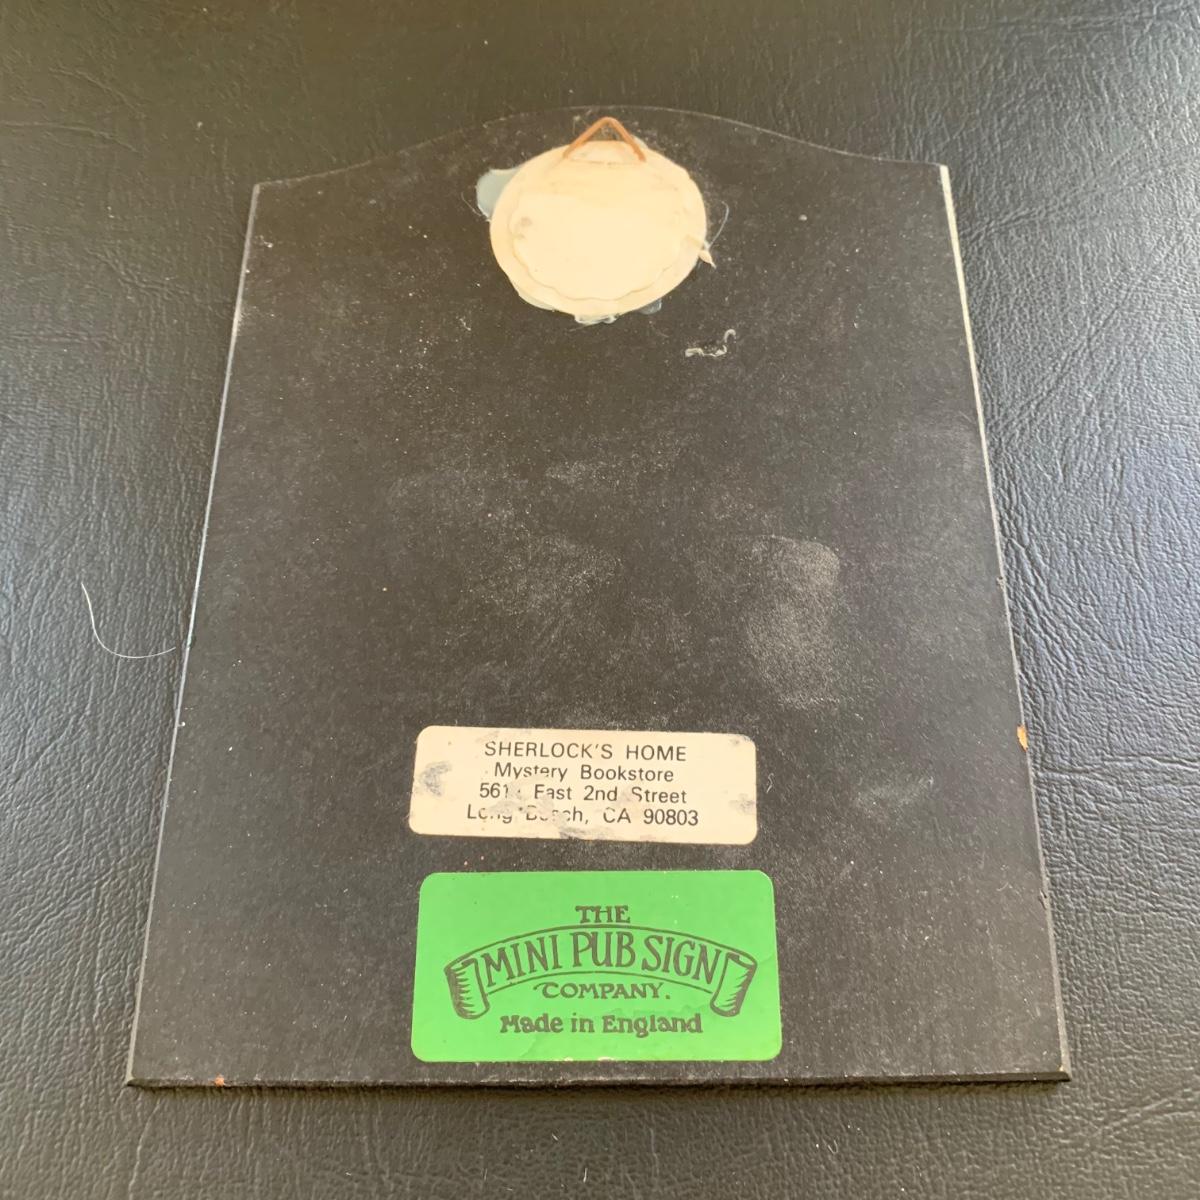 SHERLOCK'S HOME
Mystery Bookstore
East 2nd Street
Long Beach, CA 90803
THE
MINI PUB SIGN
COMPANY.
Made in England